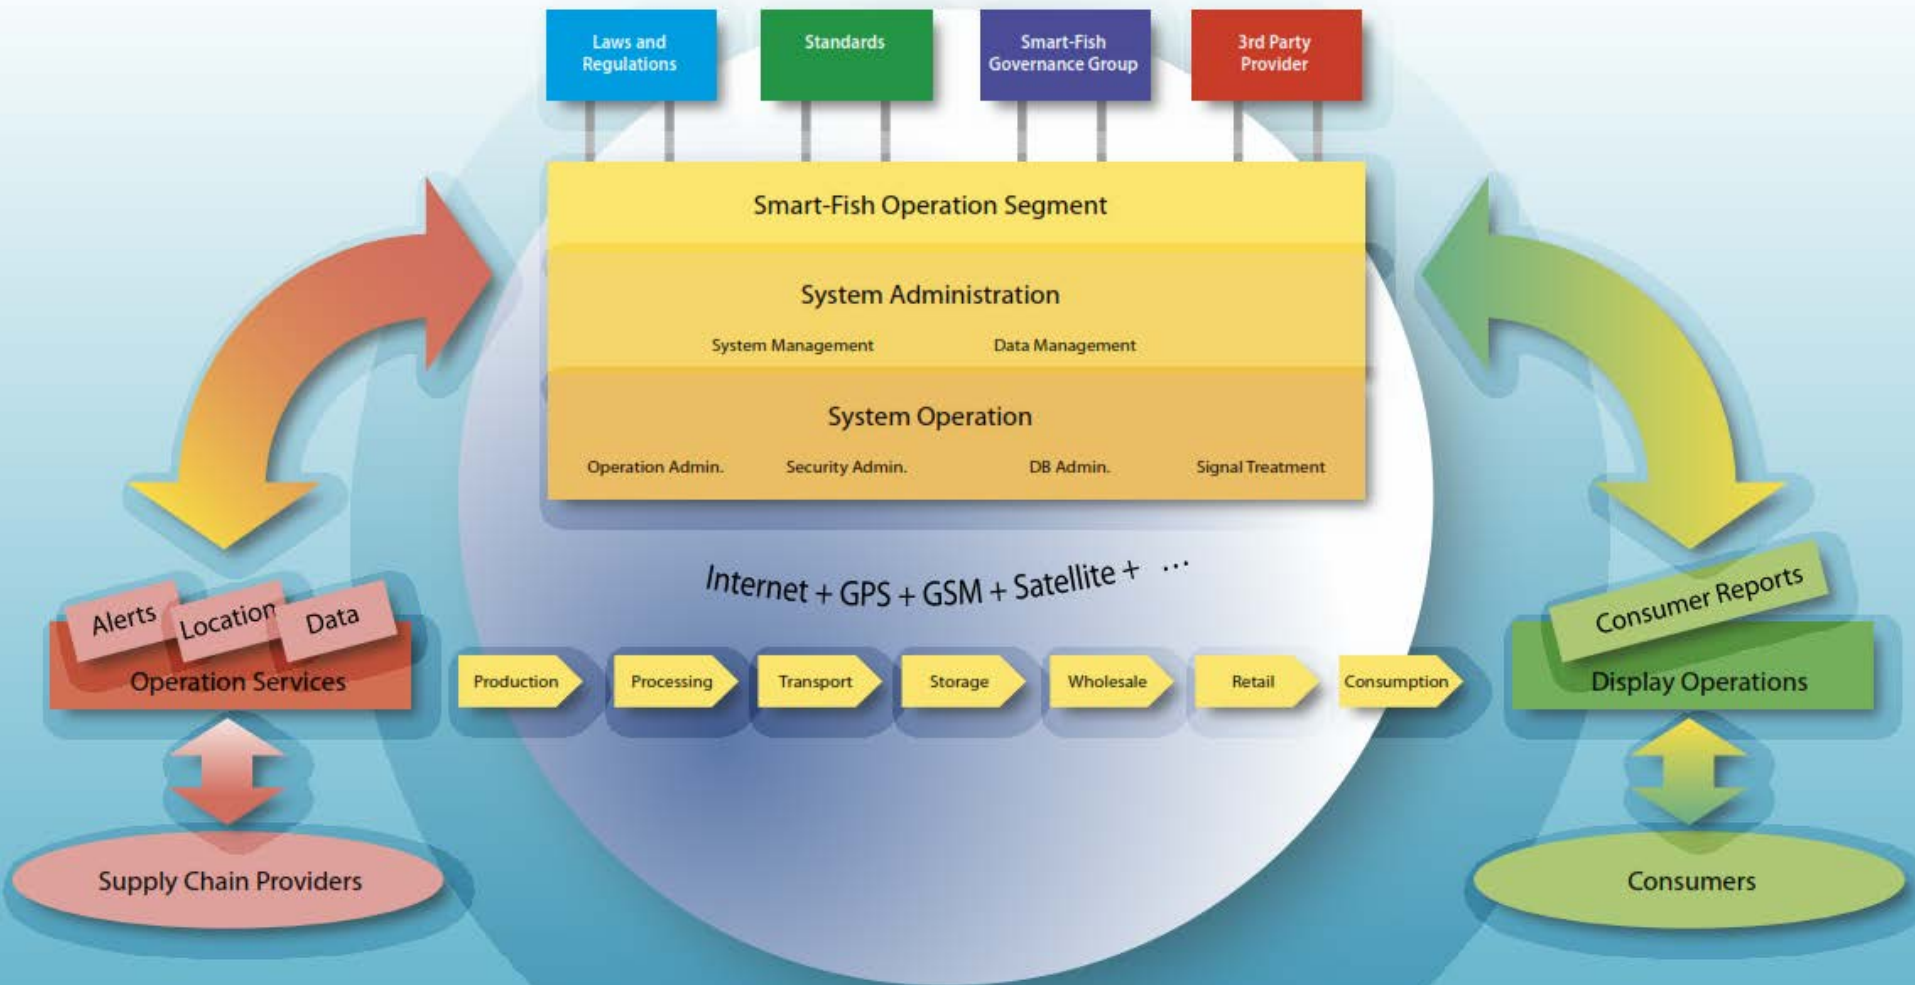 Laws and
Regulations
Standards
Smart-Fish
Governance Group
3rd Party
Provider
Smart-Fish Operation Segment
System Administration
System Management
Data Management
System Operation
Operation Admin.
Security Admin.
DB Admin.
Signal Treatment
Internet + GPS + GSM + Satellite + ...
Alerts
Location
Data
Operation Services
Production
Processing
Transport
Storage
Wholesale
Retail
Consumption
Consumer Reports
Display Operations
Supply Chain Providers
Consumers